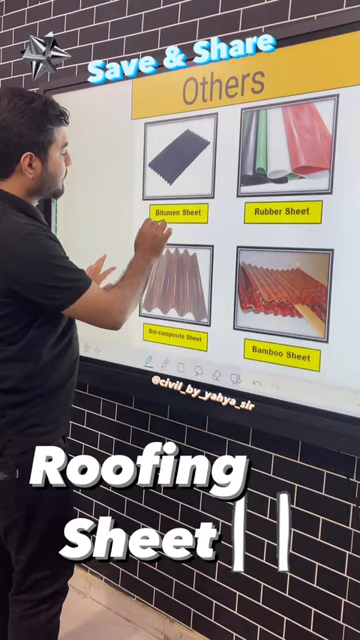 Save & Share
Others
Bitumen Sheet
Rubber Sheet
Bio-composite Sheet
Bamboo Sheet
@civil_by_yahya_sir
Roofing
Sheet